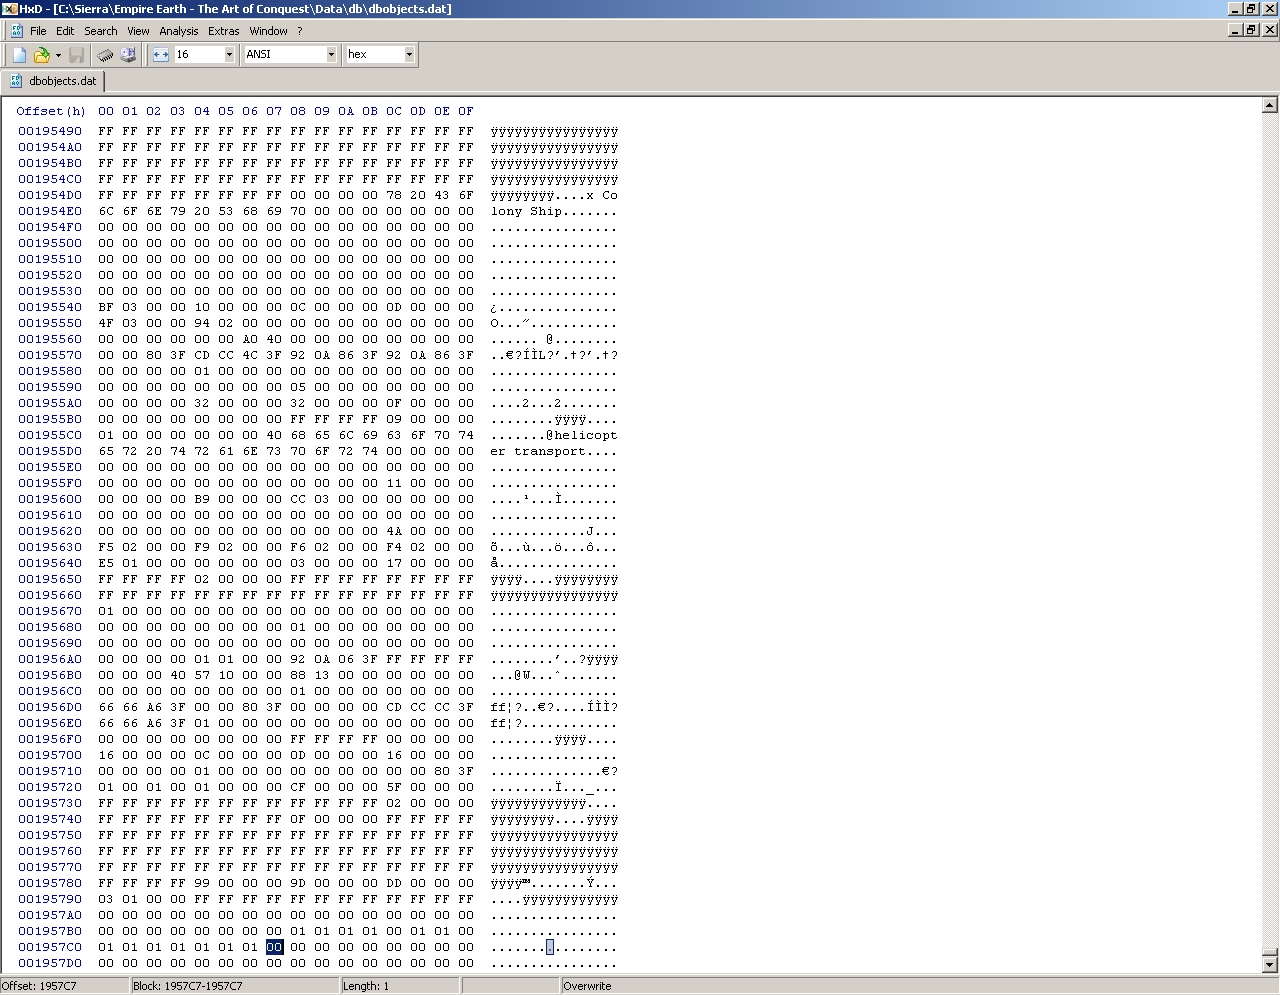 HxD - [C:\Sierra\Empire Earth - The Art of Conquest\Data\db\dbobjects.dat]
File Edit Search View Analysis Extras Window ?
16 ANSI hex
dbobjects.dat
Offset(h) 00 01 02 03 04 05 06 07 08 09 0A 0B 0C 0D 0E 0F
00195490 FF FF FF FF FF FF FF FF FF FF FF FF FF FF FF FF ÿÿÿÿÿÿÿÿÿÿÿÿÿÿÿÿ
001954A0 FF FF FF FF FF FF FF FF FF FF FF FF FF FF FF FF ÿÿÿÿÿÿÿÿÿÿÿÿÿÿÿÿ
001954B0 FF FF FF FF FF FF FF FF FF FF FF FF FF FF FF FF ÿÿÿÿÿÿÿÿÿÿÿÿÿÿÿÿ
001954C0 FF FF FF FF FF FF FF FF FF FF FF FF FF FF FF FF ÿÿÿÿÿÿÿÿÿÿÿÿÿÿÿÿ
001954D0 FF FF FF FF FF FF FF FF 00 00 00 00 78 20 43 6F ÿÿÿÿÿÿÿÿ....x Co
001954E0 6C 6F 6E 79 20 53 68 69 70 00 00 00 00 00 00 00 lony Ship.......
001954F0 00 00 00 00 00 00 00 00 00 00 00 00 00 00 00 00 ................
00195500 00 00 00 00 00 00 00 00 00 00 00 00 00 00 00 00 ................
00195510 00 00 00 00 00 00 00 00 00 00 00 00 00 00 00 00 ................
00195520 00 00 00 00 00 00 00 00 00 00 00 00 00 00 00 00 ................
00195530 00 00 00 00 00 00 00 00 00 00 00 00 00 00 00 00 ................
00195540 BF 03 00 00 10 00 00 00 0C 00 00 00 0D 00 00 00 ¿...............
00195550 4F 03 00 00 94 02 00 00 00 00 00 00 00 00 00 00 O...”...........
00195560 00 00 00 00 00 00 A0 40 00 00 00 00 00 00 00 00 ...... @........
00195570 00 00 80 3F CD CC 4C 3F 92 0A 86 3F 92 0A 86 3F ..€?ÍÌL?’.†?’.†?
00195580 00 00 00 00 01 00 00 00 00 00 00 00 00 00 00 00 ................
00195590 00 00 00 00 00 00 00 00 05 00 00 00 00 00 00 00 ................
001955A0 00 00 00 00 32 00 00 00 32 00 00 00 0F 00 00 00 ....2...2.......
001955B0 00 00 00 00 00 00 00 00 FF FF FF FF 09 00 00 00 ........ÿÿÿÿ....
001955C0 01 00 00 00 00 00 00 40 68 65 6C 69 63 6F 70 74 .......@helicopt
001955D0 65 72 20 74 72 61 6E 73 70 6F 72 74 00 00 00 00 er transport....
001955E0 00 00 00 00 00 00 00 00 00 00 00 00 00 00 00 00 ................
001955F0 00 00 00 00 00 00 00 00 00 00 00 00 11 00 00 00 ................
00195600 00 00 00 00 B9 00 00 00 CC 03 00 00 00 00 00 00 ....¹...Ì.......
00195610 00 00 00 00 00 00 00 00 00 00 00 00 00 00 00 00 ................
00195620 00 00 00 00 00 00 00 00 00 00 00 00 4A 00 00 00 ............J...
00195630 F5 02 00 00 F9 02 00 00 F6 02 00 00 F4 02 00 00 õ...ù...ö...ô...
00195640 E5 01 00 00 00 00 00 00 03 00 00 00 17 00 00 00 å...............
00195650 FF FF FF FF 02 00 00 00 FF FF FF FF FF FF FF FF ÿÿÿÿ....ÿÿÿÿÿÿÿÿ
00195660 FF FF FF FF FF FF FF FF FF FF FF FF FF FF FF FF ÿÿÿÿÿÿÿÿÿÿÿÿÿÿÿÿ
00195670 01 00 00 00 00 00 00 00 00 00 00 00 00 00 00 00 ................
00195680 00 00 00 00 00 00 00 00 01 00 00 00 00 00 00 00 ................
00195690 00 00 00 00 00 00 00 00 00 00 00 00 00 00 00 00 ................
001956A0 00 00 00 00 01 01 00 00 92 0A 06 3F FF FF FF FF ........’..?ÿÿÿÿ
001956B0 00 00 00 40 57 10 00 00 88 13 00 00 00 00 00 00 ...@W...ˆ.......
001956C0 00 00 00 00 00 00 00 00 01 00 00 00 00 00 00 00 ................
001956D0 66 66 A6 3F 00 00 80 3F 00 00 00 00 CD CC CC 3F ff¦?..€?....ÍÌÌ?
001956E0 66 66 A6 3F 01 00 00 00 00 00 00 00 00 00 00 00 ff¦?............
001956F0 00 00 00 00 00 00 00 00 FF FF FF FF 00 00 00 00 ........ÿÿÿÿ....
00195700 16 00 00 00 0C 00 00 00 0D 00 00 00 16 00 00 00 ................
00195710 00 00 00 00 01 00 00 00 00 00 00 00 00 00 80 3F ..............€?
00195720 01 00 01 00 01 00 00 00 CF 00 00 00 5F 00 00 00 ........Ï..._...
00195730 FF FF FF FF FF FF FF FF FF FF FF FF 02 00 00 00 ÿÿÿÿÿÿÿÿÿÿÿÿ....
00195740 FF FF FF FF FF FF FF FF 0F 00 00 00 FF FF FF FF ÿÿÿÿÿÿÿÿ....ÿÿÿÿ
00195750 FF FF FF FF FF FF FF FF FF FF FF FF FF FF FF FF ÿÿÿÿÿÿÿÿÿÿÿÿÿÿÿÿ
00195760 FF FF FF FF FF FF FF FF FF FF FF FF FF FF FF FF ÿÿÿÿÿÿÿÿÿÿÿÿÿÿÿÿ
00195770 FF FF FF FF FF FF FF FF FF FF FF FF FF FF FF FF ÿÿÿÿÿÿÿÿÿÿÿÿÿÿÿÿ
00195780 FF FF FF FF 99 00 00 00 9D 00 00 00 DD 00 00 00 ÿÿÿÿ™.......Ý...
00195790 03 01 00 00 FF FF FF FF FF FF FF FF FF FF FF FF ....ÿÿÿÿÿÿÿÿÿÿÿÿ
001957A0 00 00 00 00 00 00 00 00 00 00 00 00 00 00 00 00 ................
001957B0 00 00 00 00 00 00 00 00 01 01 01 01 00 01 01 00 ................
001957C0 01 01 01 01 01 01 01 00 00 00 00 00 00 00 00 00 ................
001957D0 00 00 00 00 00 00 00 00 00 00 00 00 00 00 00 00 ................
Offset: 1957C7 Block: 1957C7-1957C7 Length: 1 Overwrite